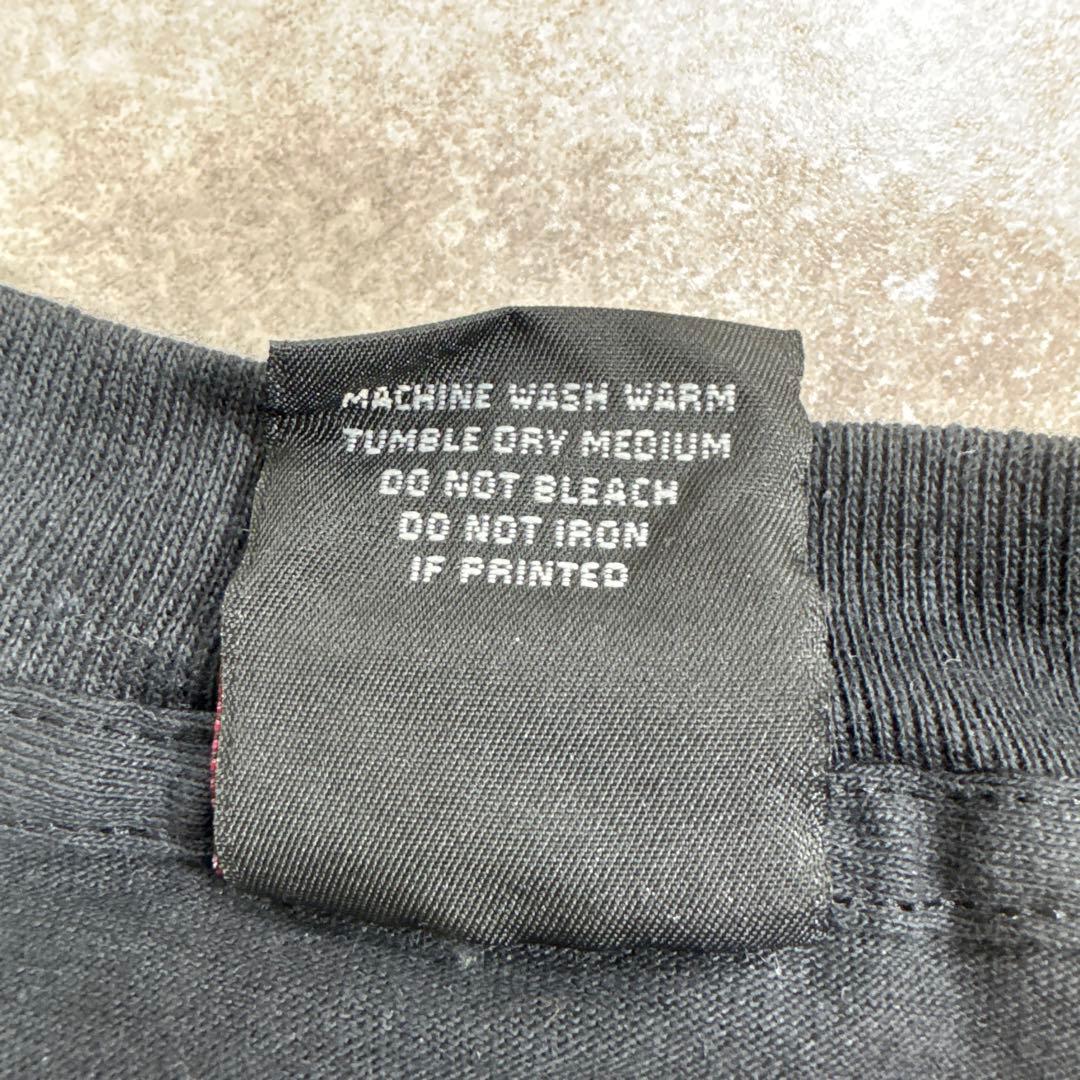 MACHINE WASH WARM
TUMBLE DRY MEDIUM
DO NOT BLEACH
DO NOT IRON
IF PRINTED